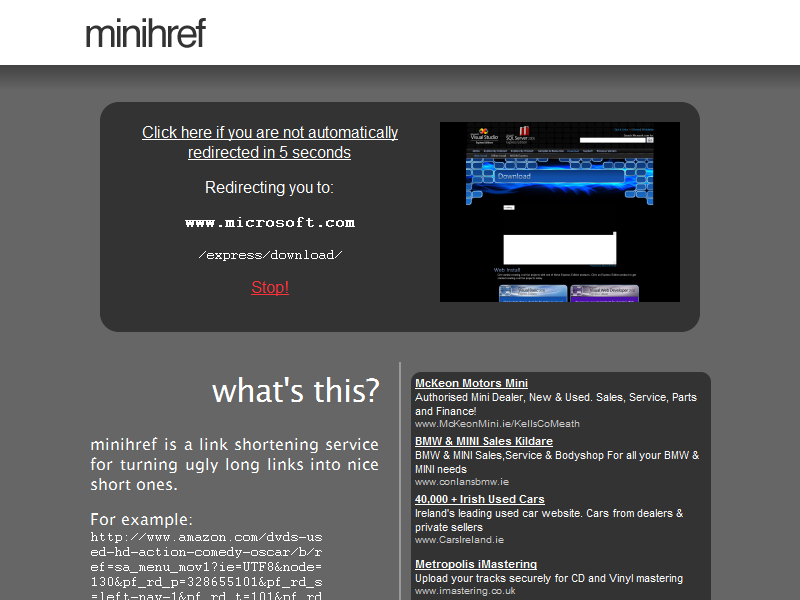 minihref
Click here if you are not automatically
redirected in 5 seconds
Redirecting you to:
www.microsoft.com
/express/download/
Stop!
Visual Studio
SQL Server
Download
Web Install
what's this?
minihref is a link shortening service
for turning ugly long links into nice
short ones.
For example:
http://www.amazon.com/dvds-us
ed-hd-action-comedy-oscar/b/r
ef=sa_menu_mov1?ie=UTF8&node=
130&pf_rd_p=328655101&pf_rd_s
=left-nav-1&pf_rd_t=101&pf_rd
McKeon Motors Mini
Authorised Mini Dealer, New & Used. Sales, Service, Parts
and Finance!
www.McKeonMini.ie/KellsCoMeath
BMW & MINI Sales Kildare
BMW & MINI Sales,Service & Bodyshop For all your BMW &
MINI needs
www.conlansbmw.ie
40,000 + Irish Used Cars
Ireland's leading used car website. Cars from dealers &
private sellers
www.CarsIreland.ie
Metropolis iMastering
Upload your tracks securely for CD and Vinyl mastering
www.imastering.co.uk